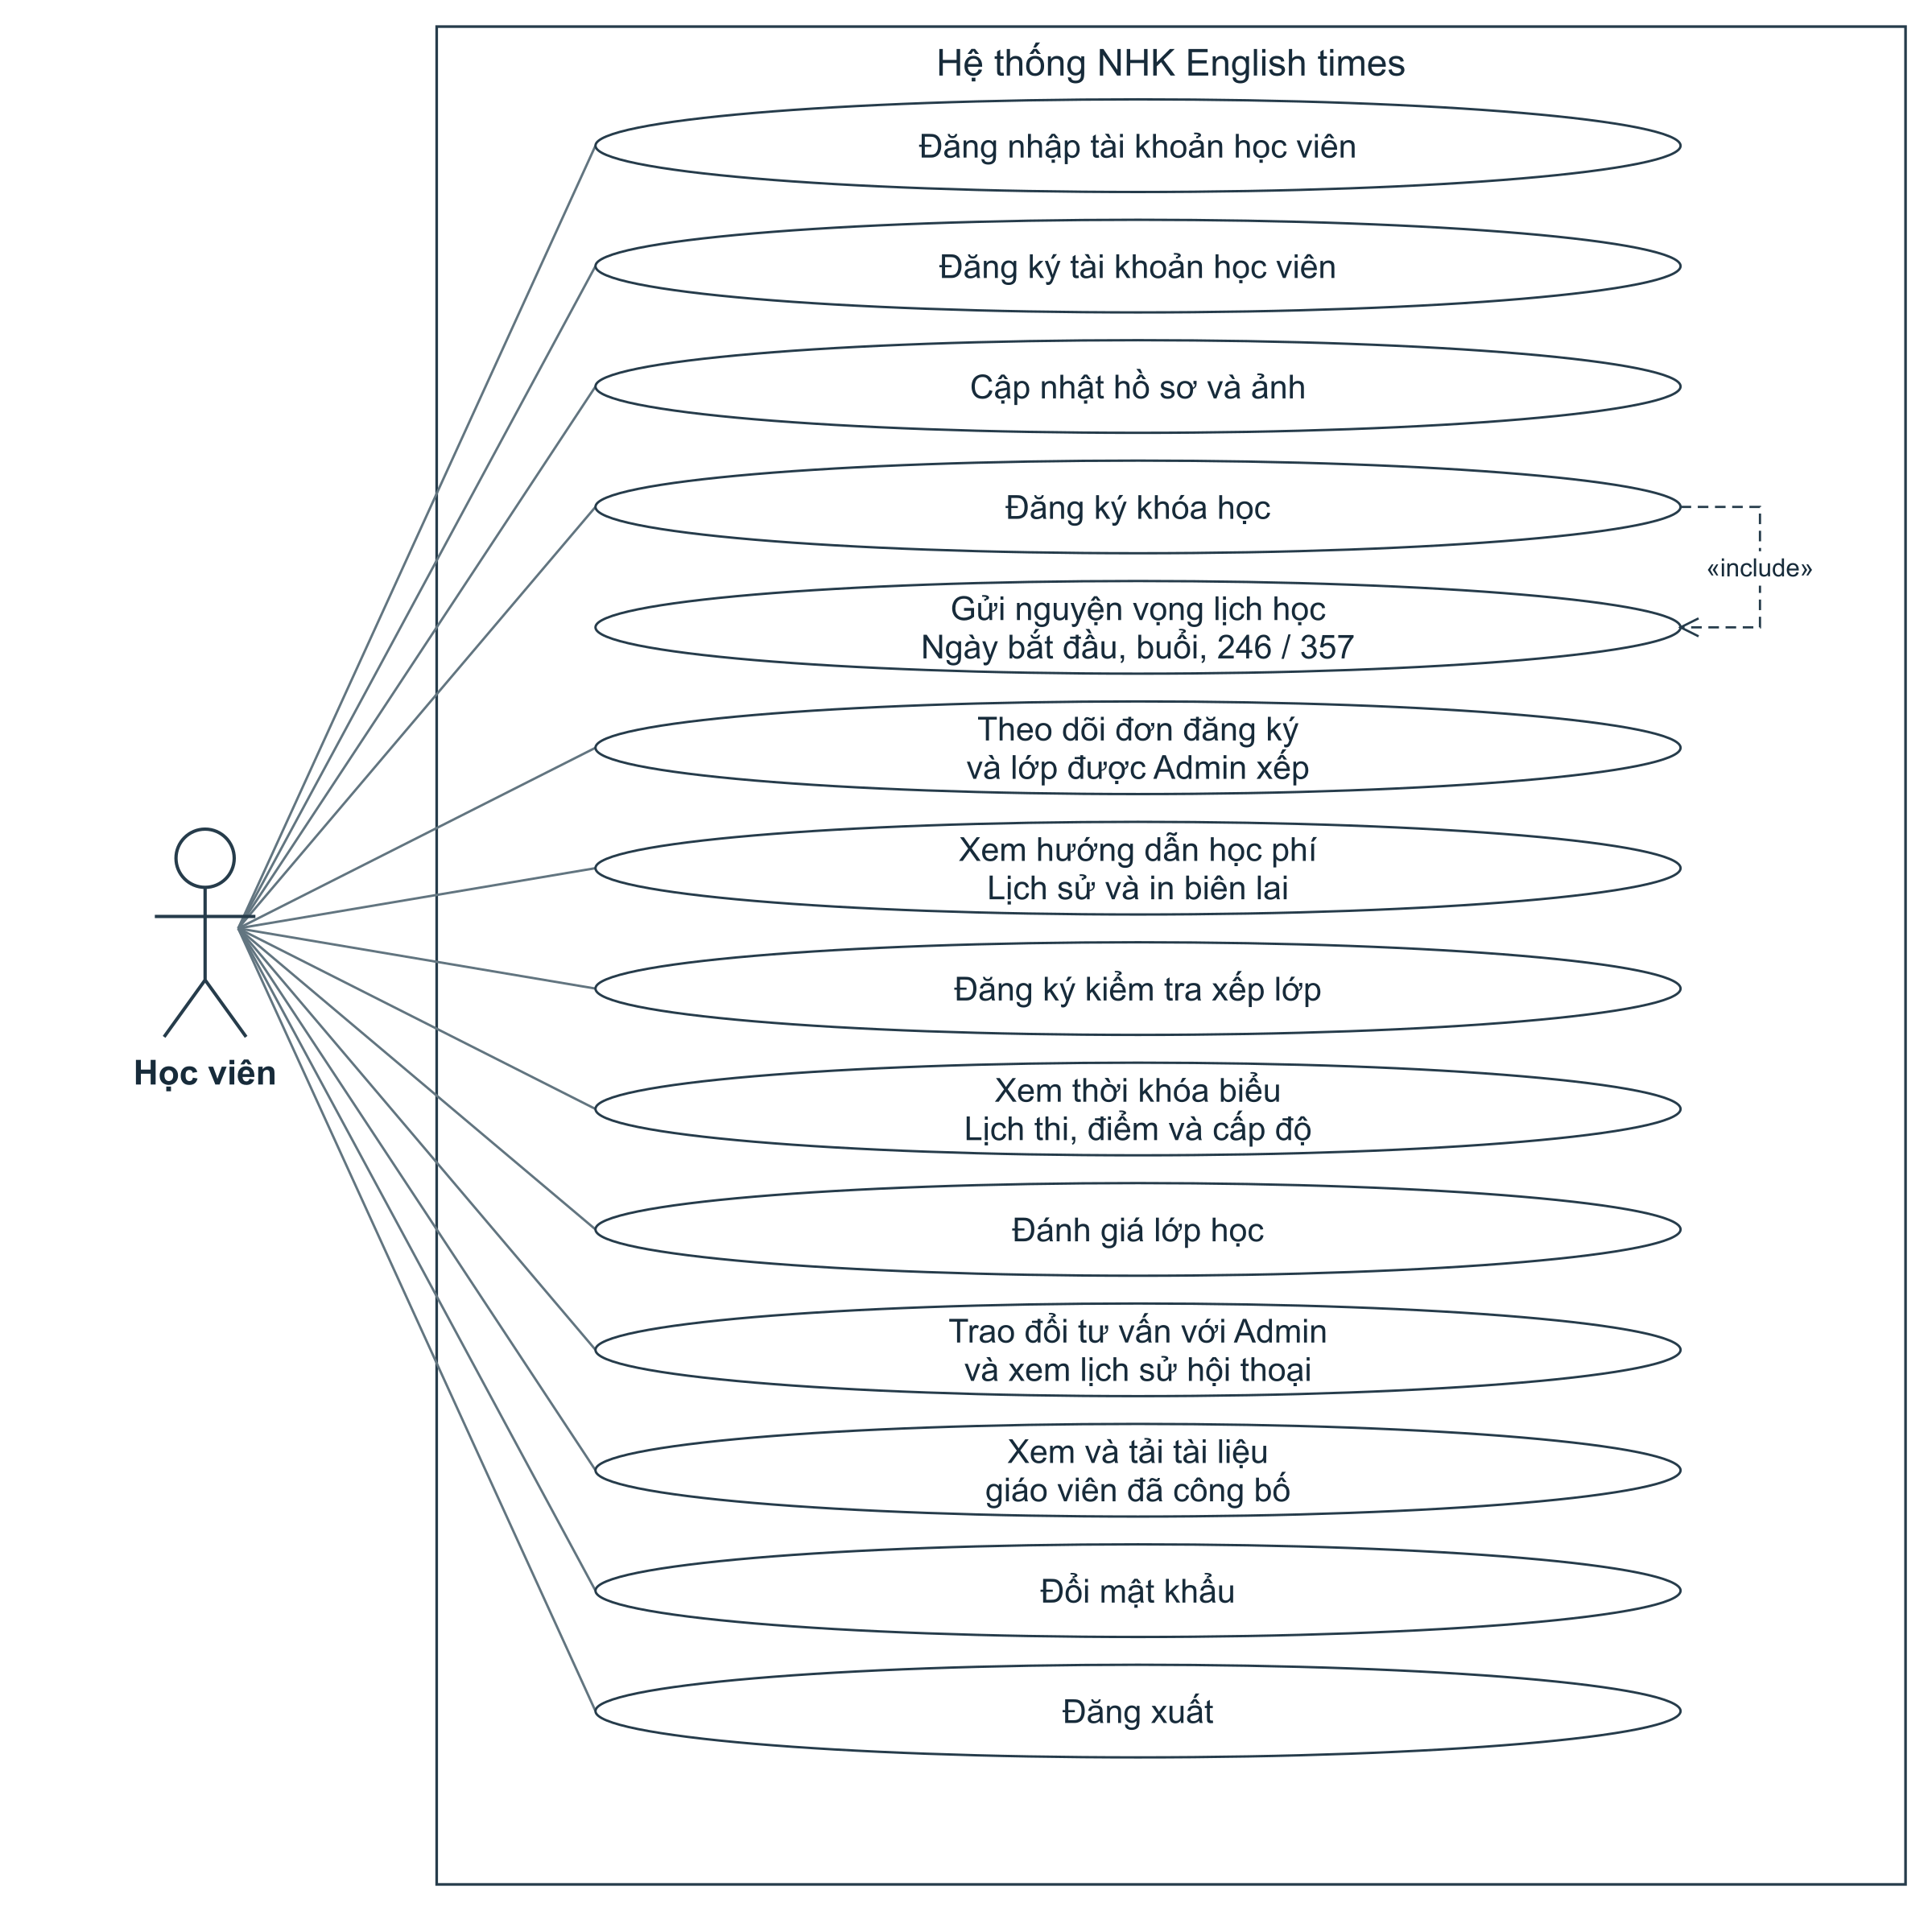 Hệ thống NHK English times
Đăng nhập tài khoản học viên
Đăng ký tài khoản học viên
Cập nhật hồ sơ và ảnh
Đăng ký khóa học
«include»
Gửi nguyện vọng lịch học
Ngày bắt đầu, buổi, 246 / 357
Theo dõi đơn đăng ký
và lớp được Admin xếp
Xem hướng dẫn học phí
Lịch sử và in biên lai
Đăng ký kiểm tra xếp lớp
Học viên
Xem thời khóa biểu
Lịch thi, điểm và cấp độ
Đánh giá lớp học
Trao đổi tư vấn với Admin
và xem lịch sử hội thoại
Xem và tải tài liệu
giáo viên đã công bố
Đổi mật khẩu
Đăng xuất